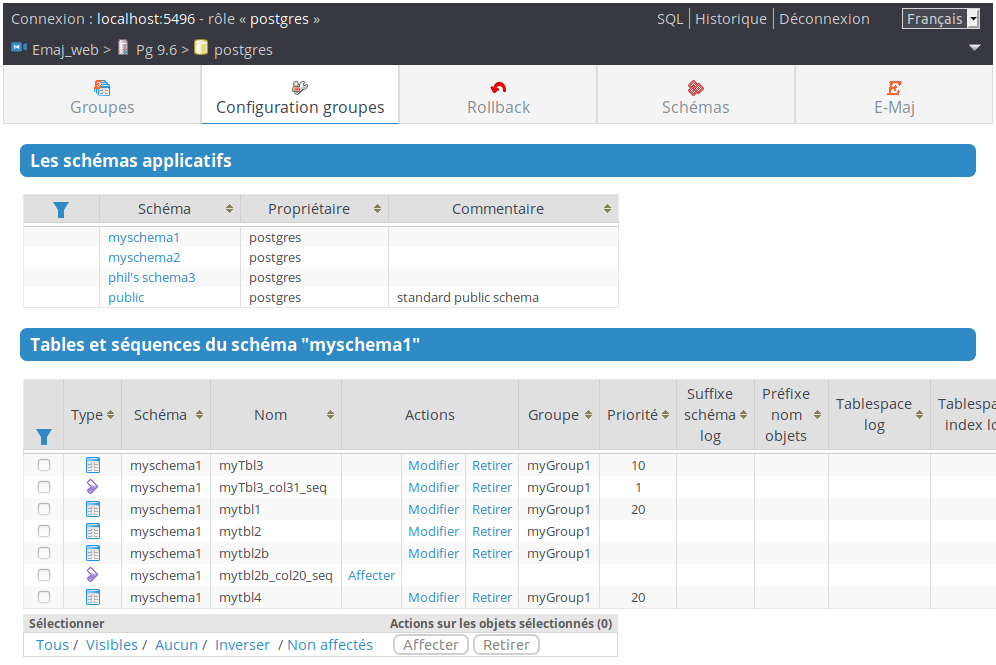 Connexion : localhost:5496 - rôle « postgres »
SQL Historique Déconnexion Français
Emaj_web > Pg 9.6 > postgres
Groupes Configuration groupes Rollback Schémas E-Maj
Les schémas applicatifs
Schéma Propriétaire Commentaire
myschema1 postgres
myschema2 postgres
phil's schema3 postgres
public postgres standard public schema
Tables et séquences du schéma "myschema1"
Type Schéma Nom Actions Groupe Priorité Suffixe schéma log Préfixe nom objets Tablespace log Tablespa index lo
myschema1 myTbl3 Modifier Retirer myGroup1 10
myschema1 myTbl3_col31_seq Modifier Retirer myGroup1 1
myschema1 mytbl1 Modifier Retirer myGroup1 20
myschema1 mytbl2 Modifier Retirer myGroup1
myschema1 mytbl2b Modifier Retirer myGroup1
myschema1 mytbl2b_col20_seq Affecter
myschema1 mytbl4 Modifier Retirer myGroup1 20
Sélectionner Actions sur les objets sélectionnés (0)
Tous / Visibles / Aucun / Inverser / Non affectés Affecter Retirer